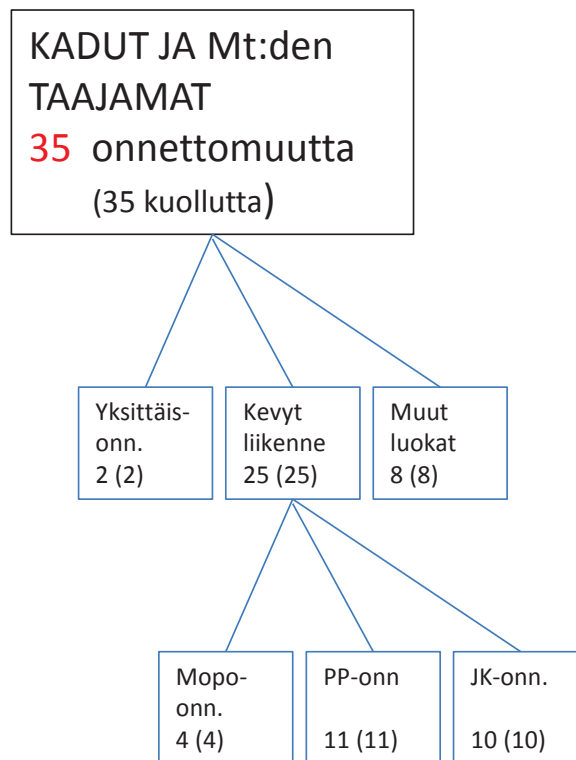 KADUT JA Mt:den
TAAJAMAT
35 onnettomuutta
(35 kuollutta)
Yksittäis-
onn.
2 (2)
Kevyt
liikenne
25 (25)
Muut
luokat
8 (8)
Mopo-
onn.
4 (4)
PP-onn
11 (11)
JK-onn.
10 (10)